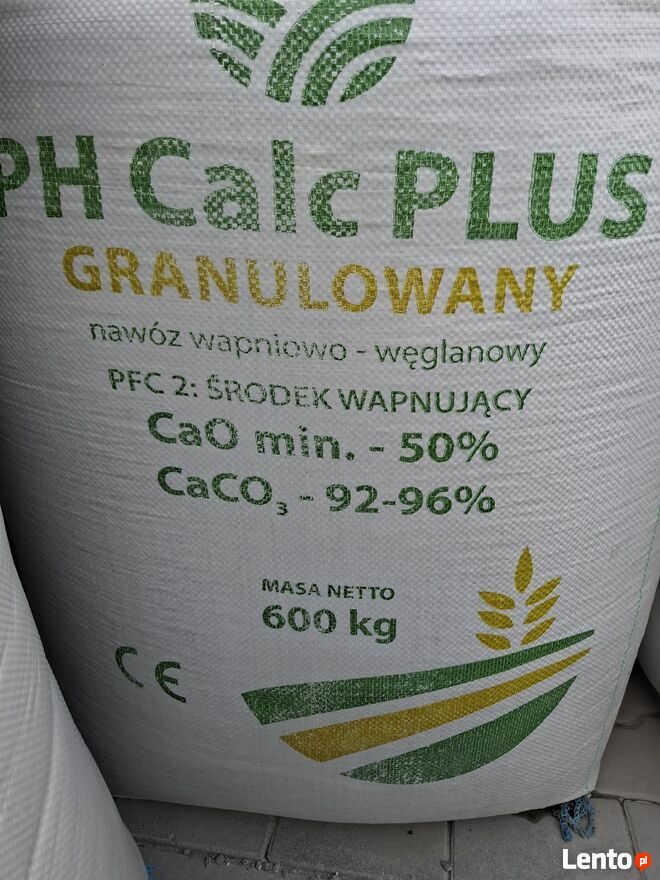 PH Calc PLUS
GRANULOWANY
nawóz wapniowo - węglanowy
PFC 2: ŚRODEK WAPNUJĄCY
CaO min. - 50%
CaCO₃ - 92-96%
MASA NETTO
600 kg
CE
Lento.pl